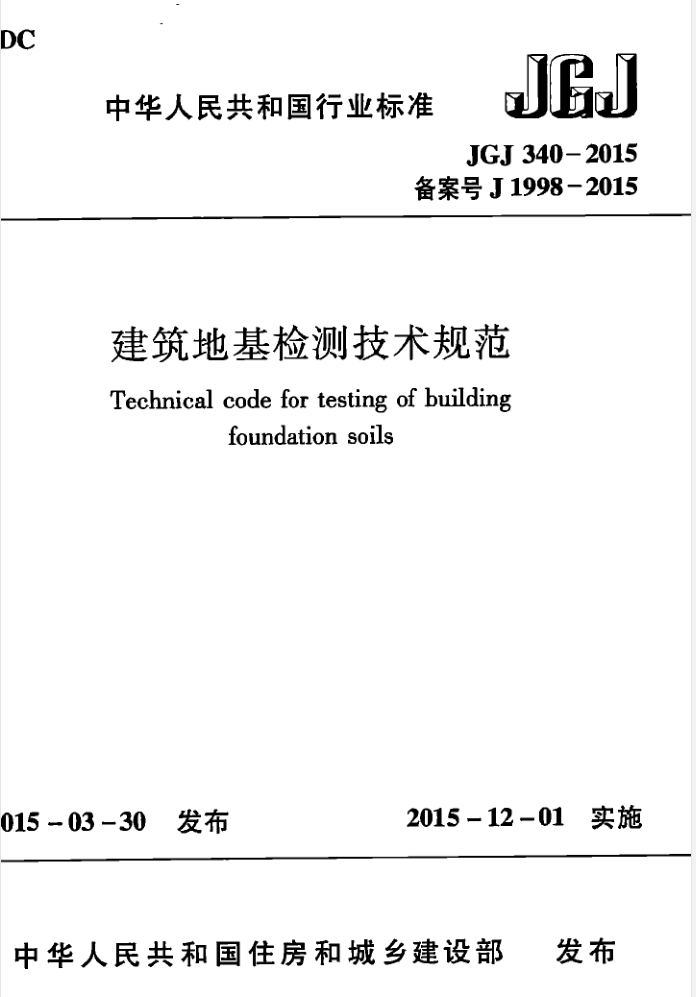 DC
中华人民共和国行业标准
JGJ
JGJ 340-2015
备案号 J 1998-2015
建筑地基检测技术规范
Technical code for testing of building
foundation soils
015-03-30 发布
2015-12-01 实施
中华人民共和国住房和城乡建设部 发布